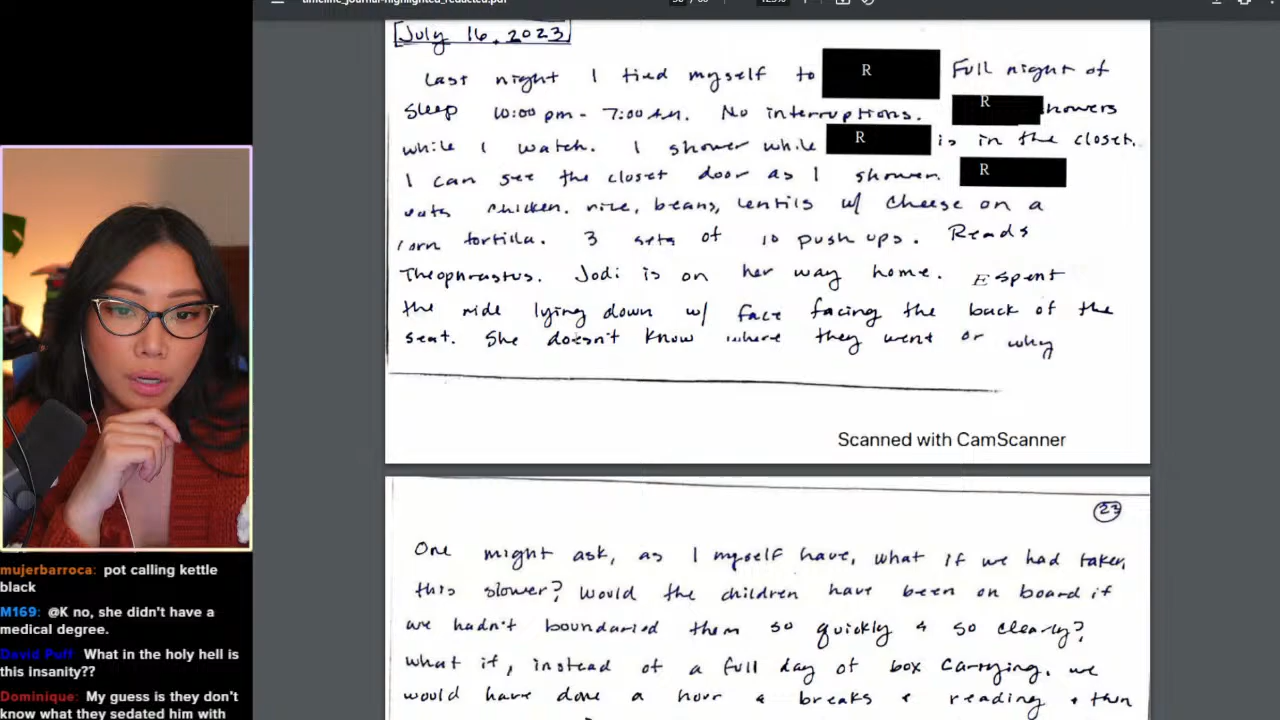 timeline_journal-highlighted_redacted.pdf
July 16, 2023
Last night I tied myself to R Full night of
sleep 10:00 pm - 7:00 AM. No interruptions. R howers
while I watch. I shower while R is in the closet.
I can see the closet door as I shower. R
eats chicken, rice, beans, lentils w/ cheese on a
corn tortilla. 3 sets of 10 push ups. Reads
Theophrastus. Jodi is on her way home. E spent
the ride lying down w/ face facing the back of the
seat. She doesn't know where they went or why
Scanned with CamScanner
23
One might ask, as I myself have, what if we had taken
this slower? Would the children have been on board if
we hadn't boundaried them so quickly & so clearly?
What if, instead of a full day of box carrying, we
would have done a hour & breaks & reading & then
mujerbarroca: pot calling kettle
black
M169: @K no, she didn't have a
medical degree.
David Puff: What in the holy hell is
this insanity??
Dominique: My guess is they don't
know what they sedated him with